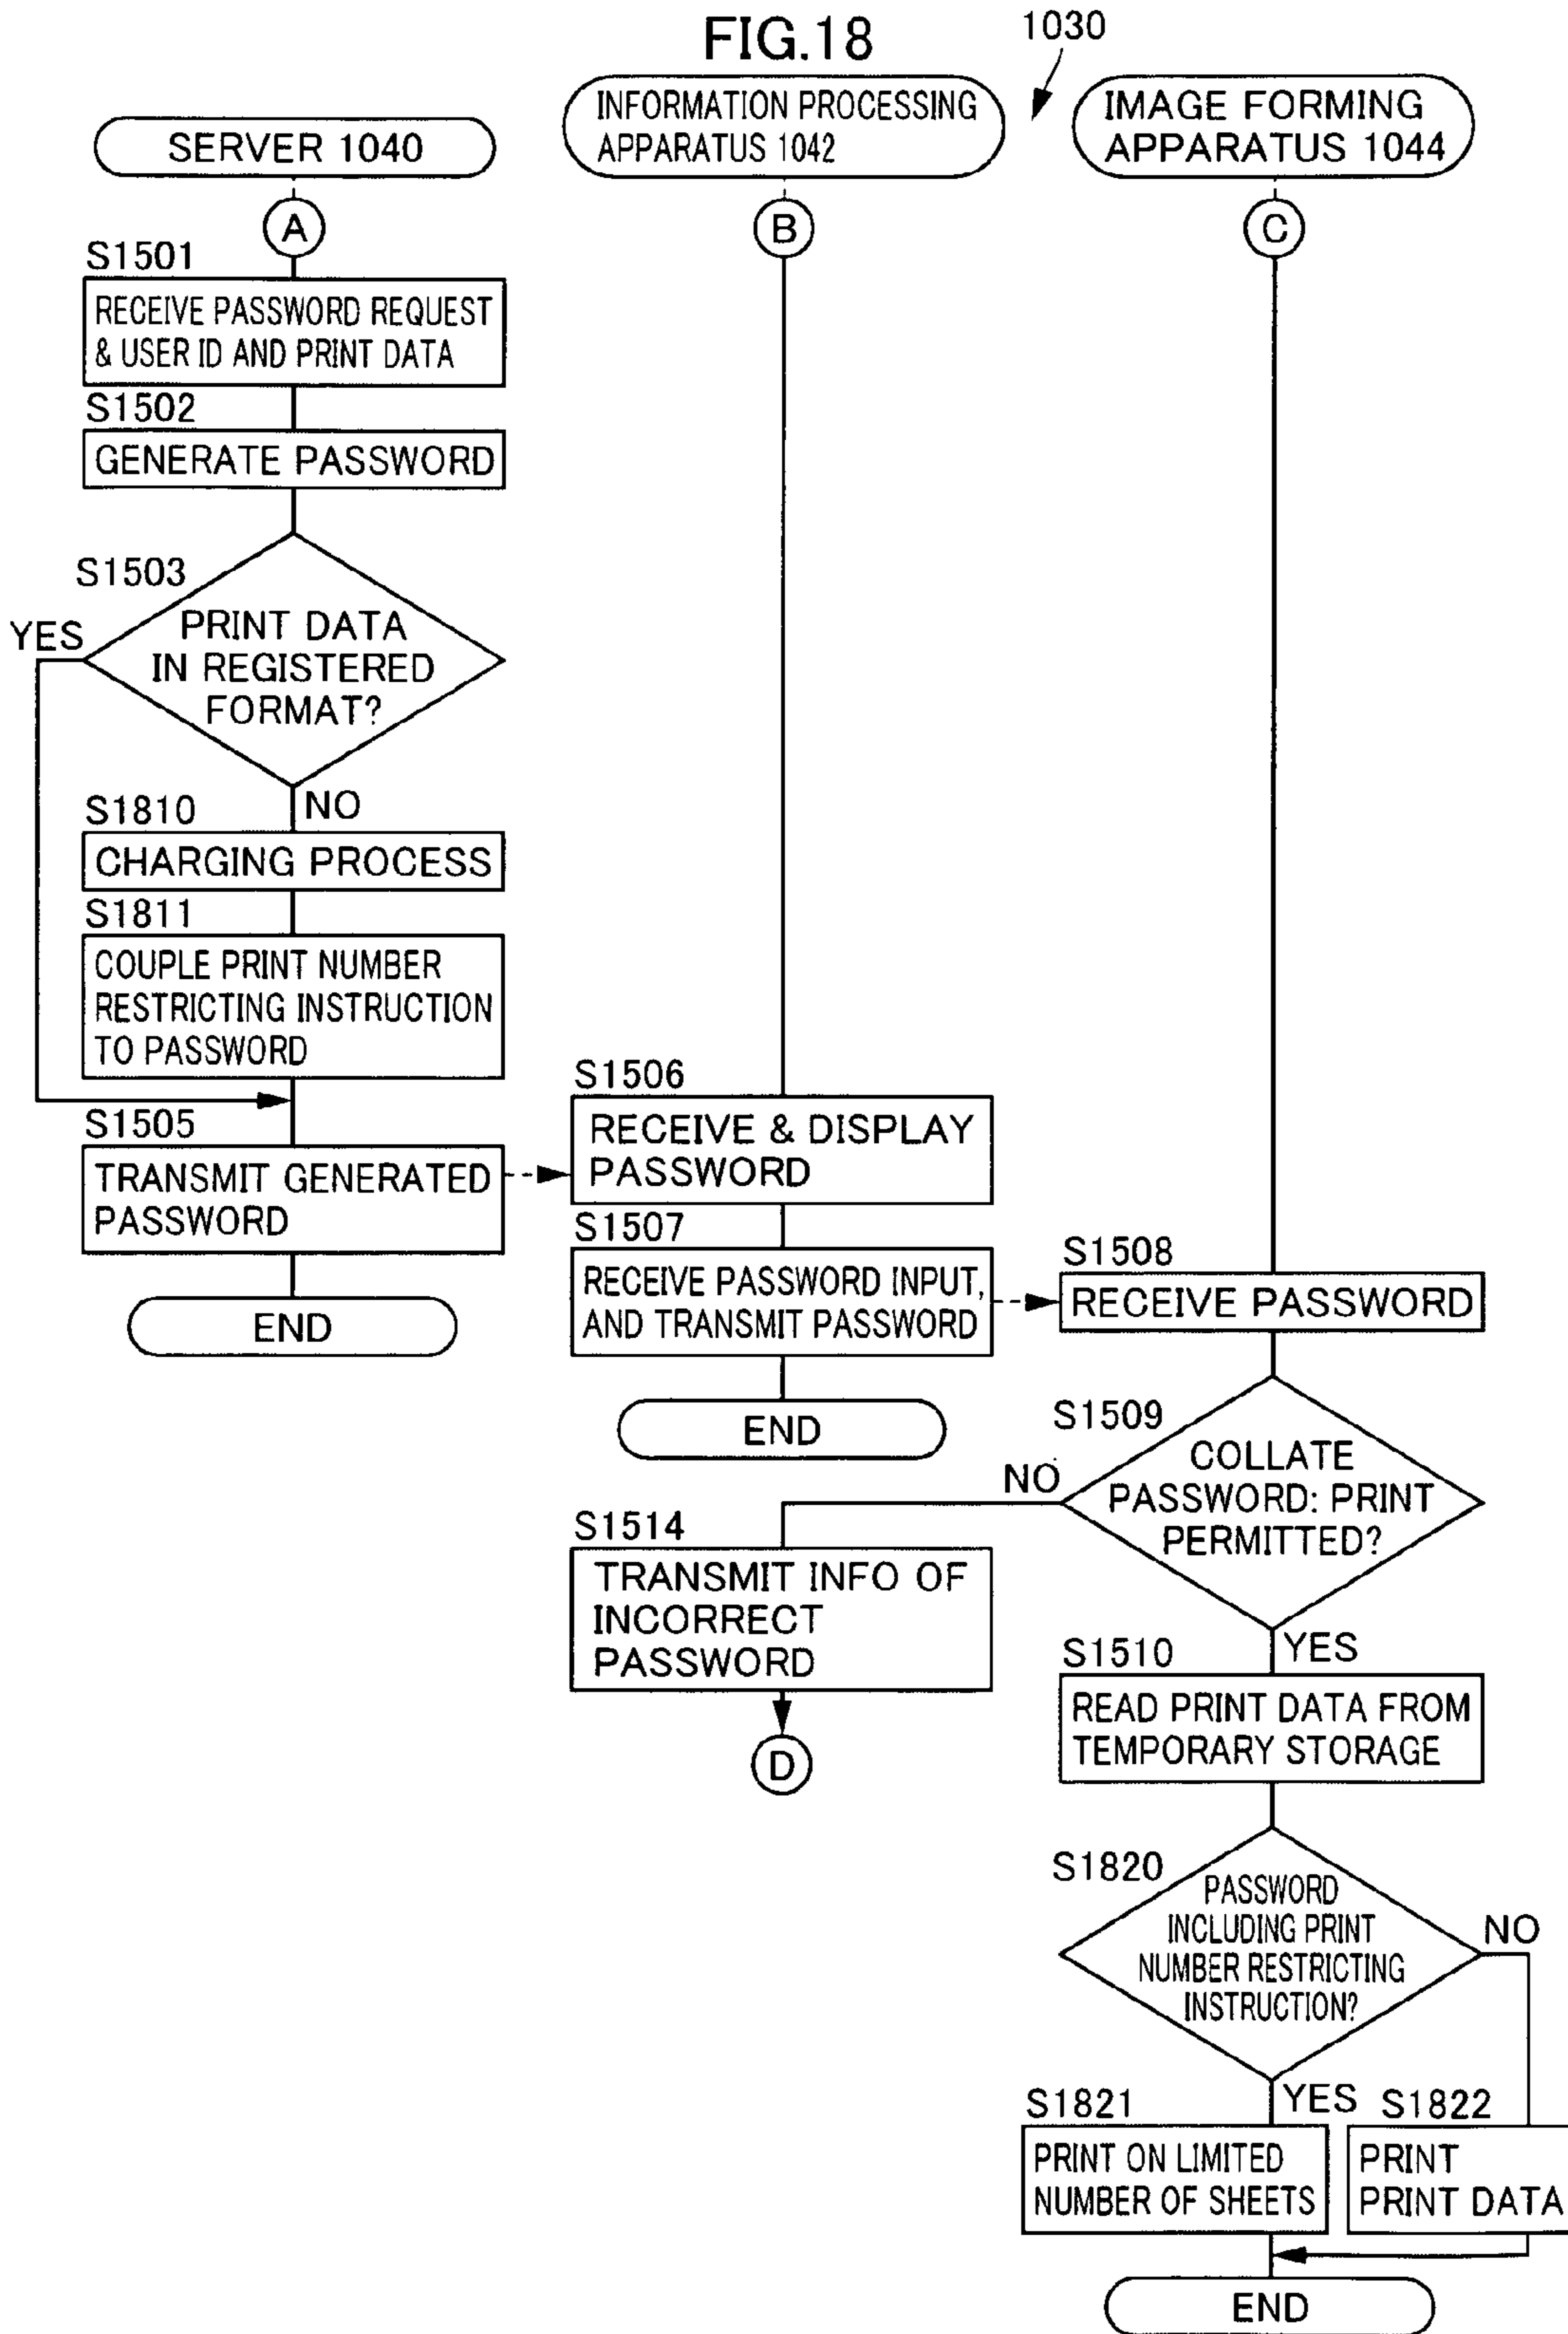 FIG.18
1030
SERVER 1040
INFORMATION PROCESSING
APPARATUS 1042
IMAGE FORMING
APPARATUS 1044
A
B
C
S1501
RECEIVE PASSWORD REQUEST
& USER ID AND PRINT DATA
S1502
GENERATE PASSWORD
S1503
YES
PRINT DATA
IN REGISTERED
FORMAT?
NO
S1810
CHARGING PROCESS
S1811
COUPLE PRINT NUMBER
RESTRICTING INSTRUCTION
TO PASSWORD
S1505
TRANSMIT GENERATED
PASSWORD
END
S1506
RECEIVE & DISPLAY
PASSWORD
S1507
RECEIVE PASSWORD INPUT,
AND TRANSMIT PASSWORD
END
S1508
RECEIVE PASSWORD
S1509
COLLATE
PASSWORD: PRINT
PERMITTED?
NO
S1514
TRANSMIT INFO OF
INCORRECT
PASSWORD
D
YES
S1510
READ PRINT DATA FROM
TEMPORARY STORAGE
S1820
PASSWORD
INCLUDING PRINT
NUMBER RESTRICTING
INSTRUCTION?
NO
YES
S1821
PRINT ON LIMITED
NUMBER OF SHEETS
S1822
PRINT
PRINT DATA
END